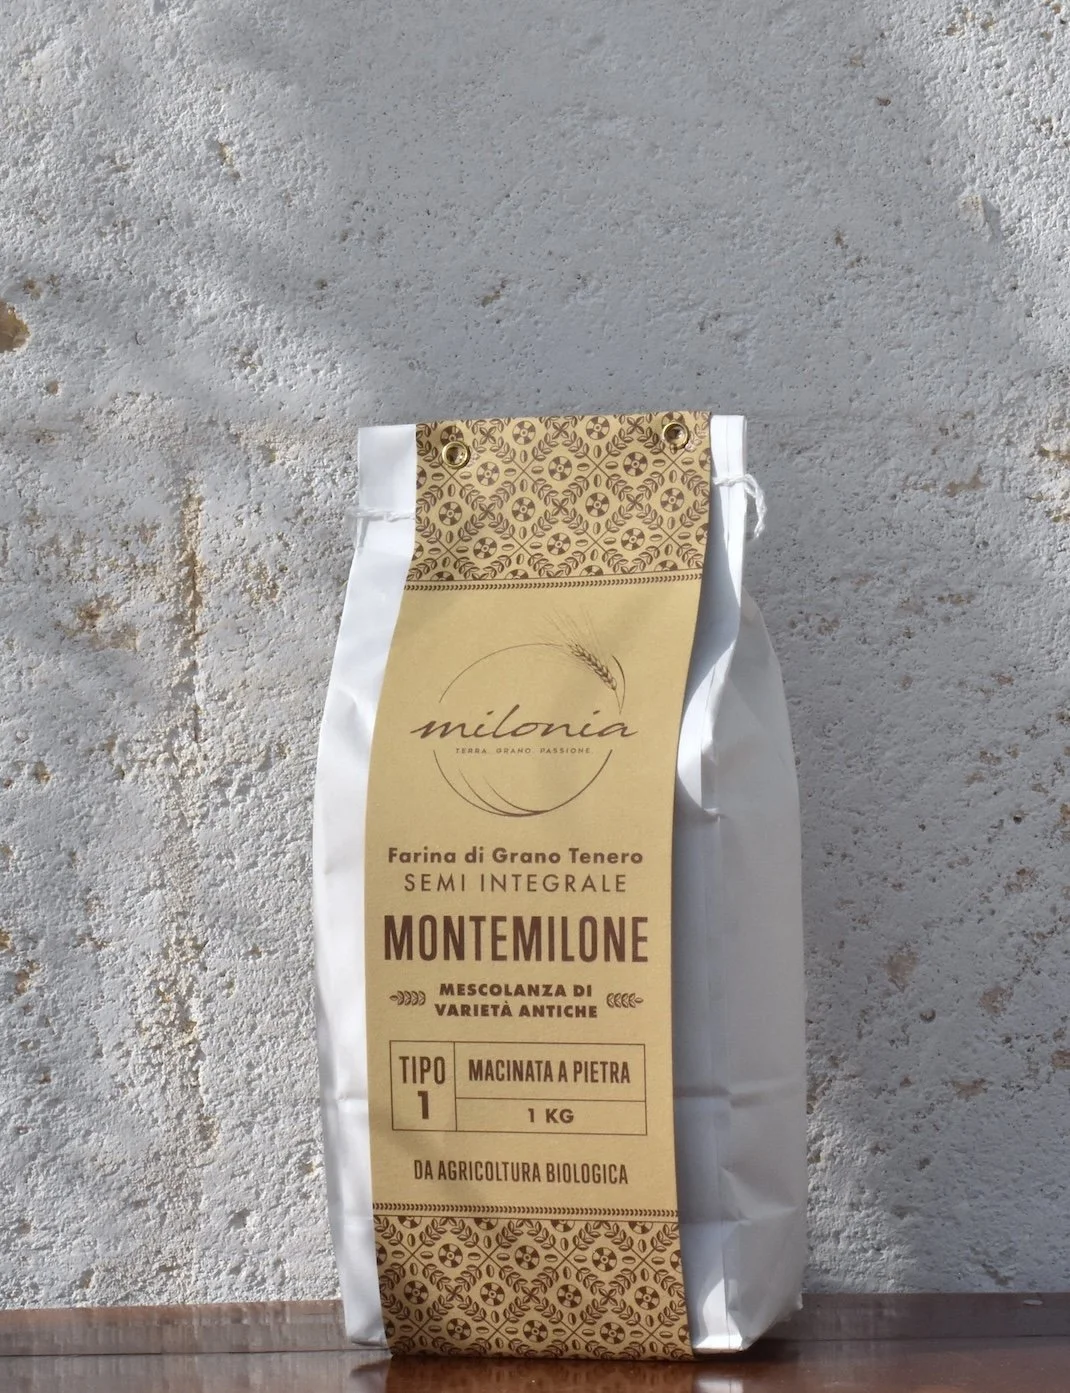 milonia
TERRA. GRANO. PASSIONE
Farina di Grano Tenero
SEMI INTEGRALE
MONTEMILONE
MESCOLANZA DI
VARIETÀ ANTICHE
TIPO
1
MACINATA A PIETRA
1 KG
DA AGRICOLTURA BIOLOGICA